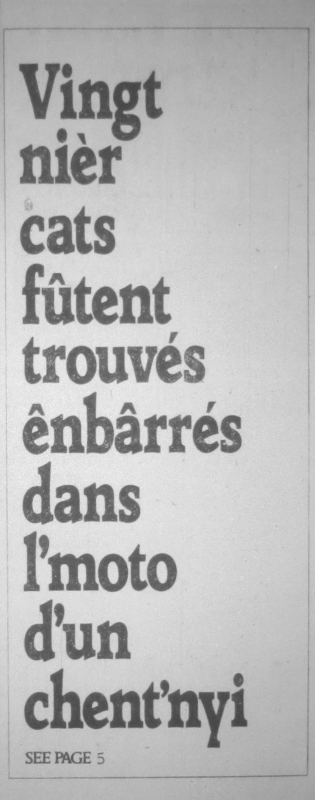 Vingt
nièr
cats
fûtent
trouvés
ênbârrés
dans
l'moto
d'un
chent'nyi
SEE PAGE 5